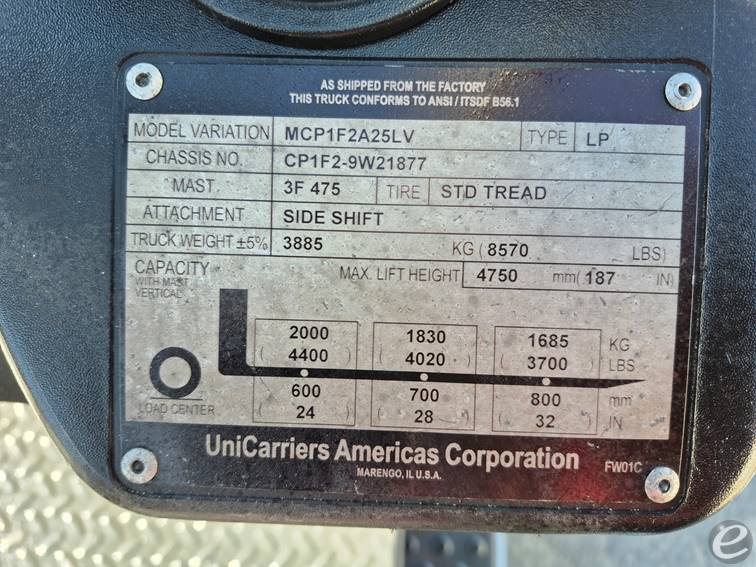 AS SHIPPED FROM THE FACTORY
THIS TRUCK CONFORMS TO ANSI / ITSDF B56.1
MODEL VARIATION MCP1F2A25LV TYPE LP
CHASSIS NO. CP1F2-9W21877
MAST. 3F 475 TIRE STD TREAD
ATTACHMENT SIDE SHIFT
TRUCK WEIGHT ±5% 3885 KG ( 8570 LBS)
CAPACITY
WITH MAST
VERTICAL
MAX. LIFT HEIGHT 4750 mm( 187 IN)
2000 1830 1685 KG
( 4400 ) ( 4020 ) ( 3700 ) LBS
600 700 800 mm
( 24 ) ( 28 ) ( 32 ) IN
LOAD CENTER
UniCarriers Americas Corporation
MARENGO, IL U.S.A.
FW01C
e